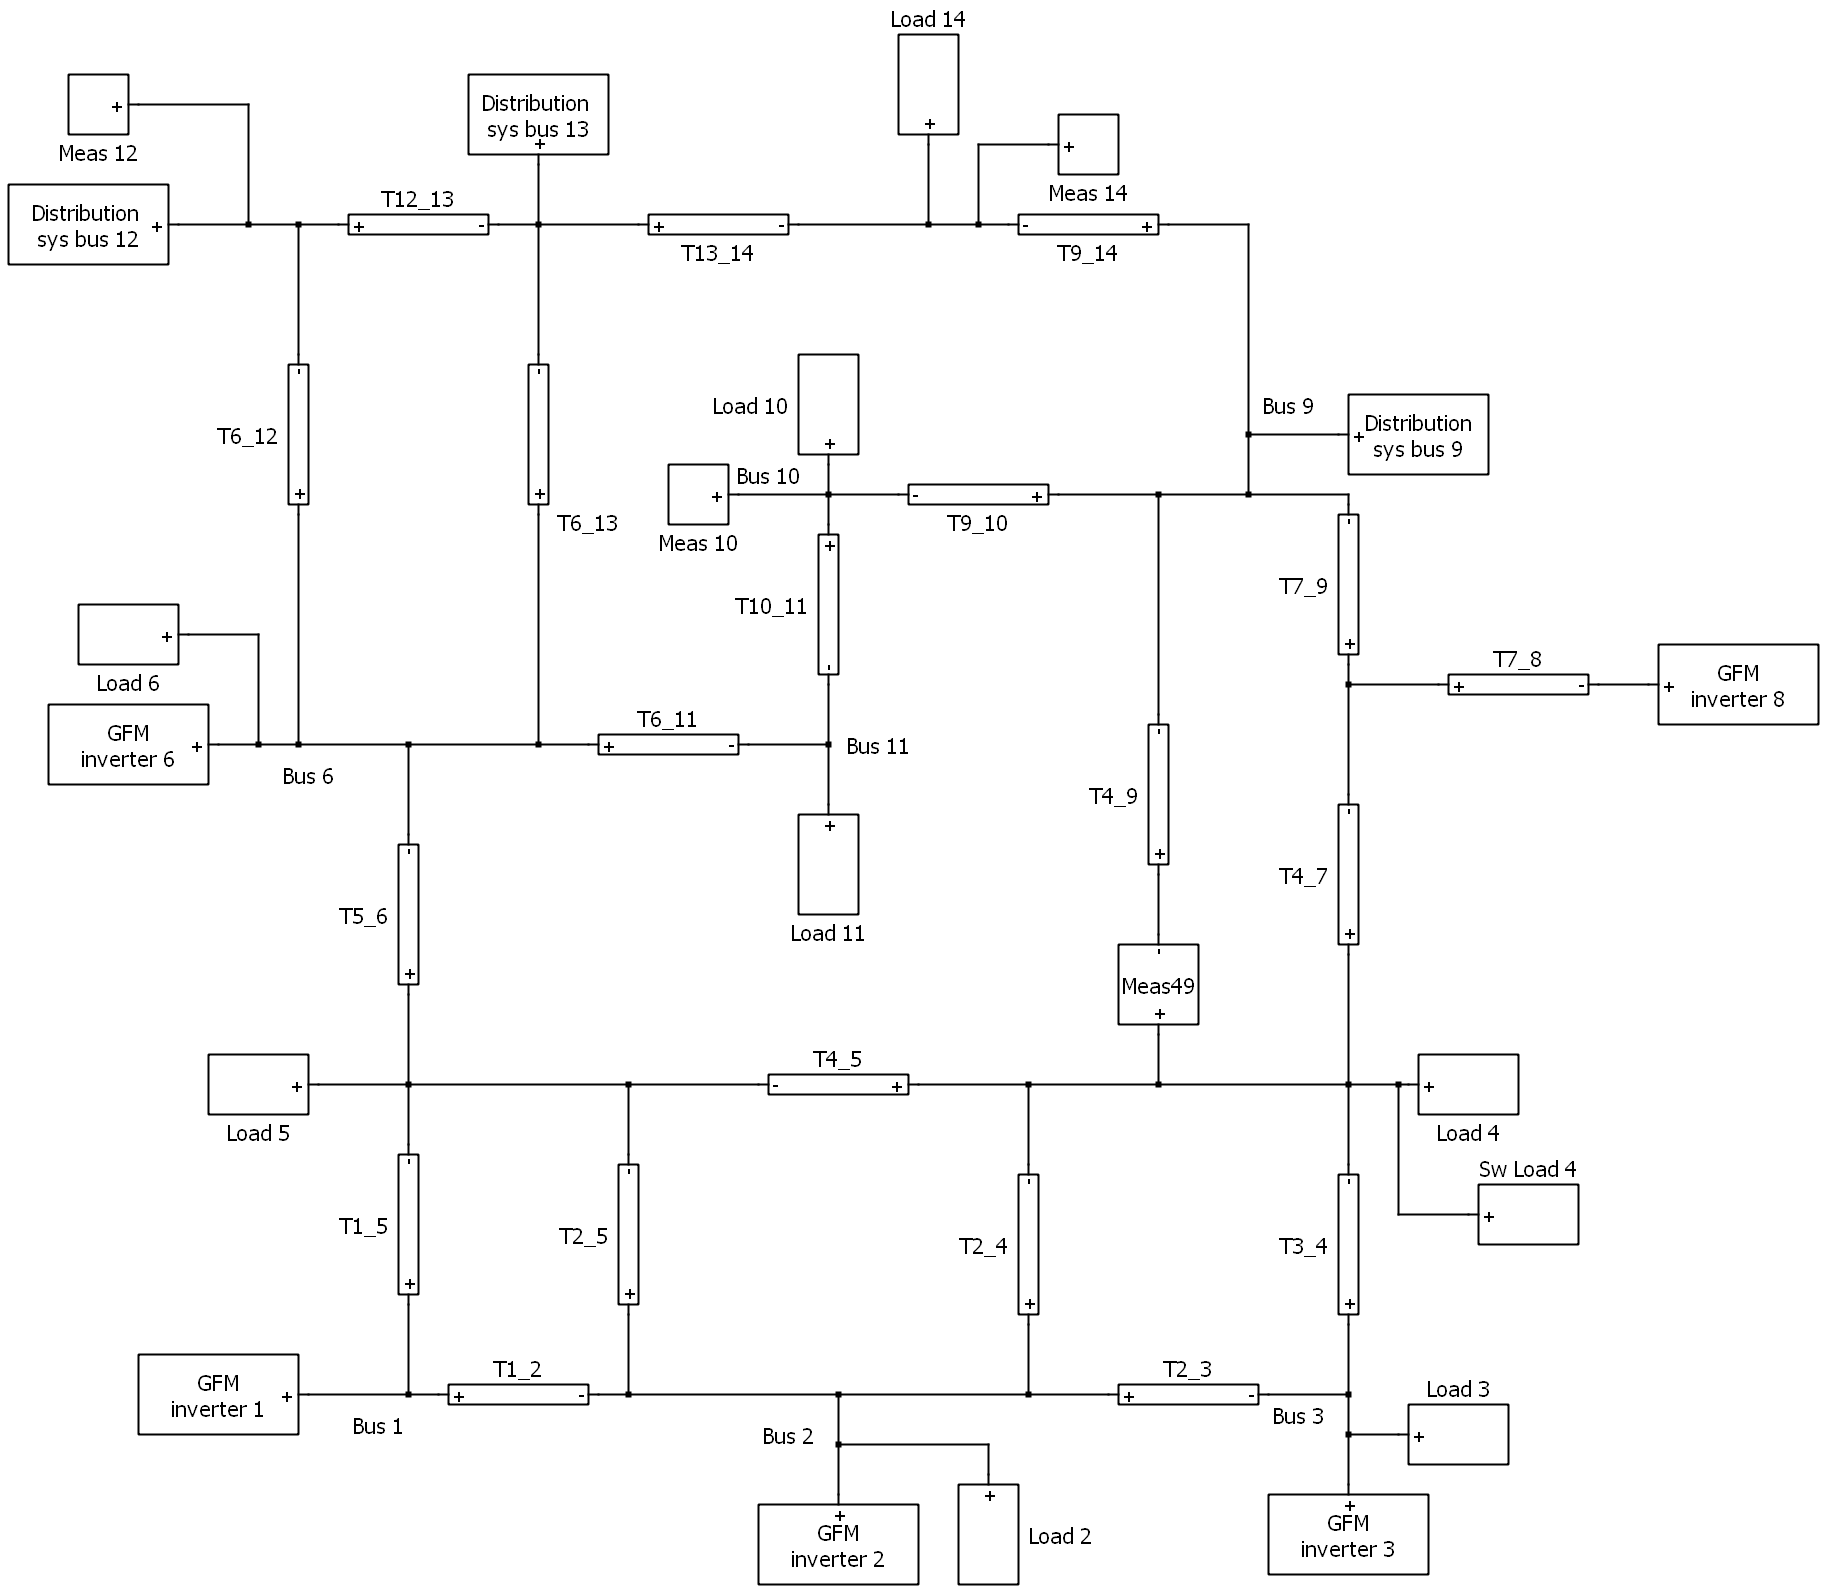 Load 14
+
Meas 12
+
Distribution
sys bus 13
+
+
Meas 14
Distribution
sys bus 12
+
T12_13
+ -
+ -
T13_14
- +
T9_14
-
T6_12
+
-
+
T6_13
Load 10
+
Bus 9
+
Distribution
sys bus 9
Bus 10
+
Meas 10
- +
T9_10
-
T7_9
+
+
T10_11
-
+
Load 6
T7_8
+ -
+
GFM
inverter 8
GFM
inverter 6
+
Bus 6
T6_11
+ -
Bus 11
+
Load 11
-
T4_9
+
-
T4_7
+
-
T5_6
+
-
Meas49
+
+
Load 5
T4_5
- +
+
Load 4
Sw Load 4
+
-
T1_5
+
-
T2_5
+
-
T2_4
+
-
T3_4
+
GFM
inverter 1
+
Bus 1
T1_2
+ -
T2_3
+ -
Bus 3
Load 3
+
Bus 2
+
GFM
inverter 2
+
Load 2
+
GFM
inverter 3